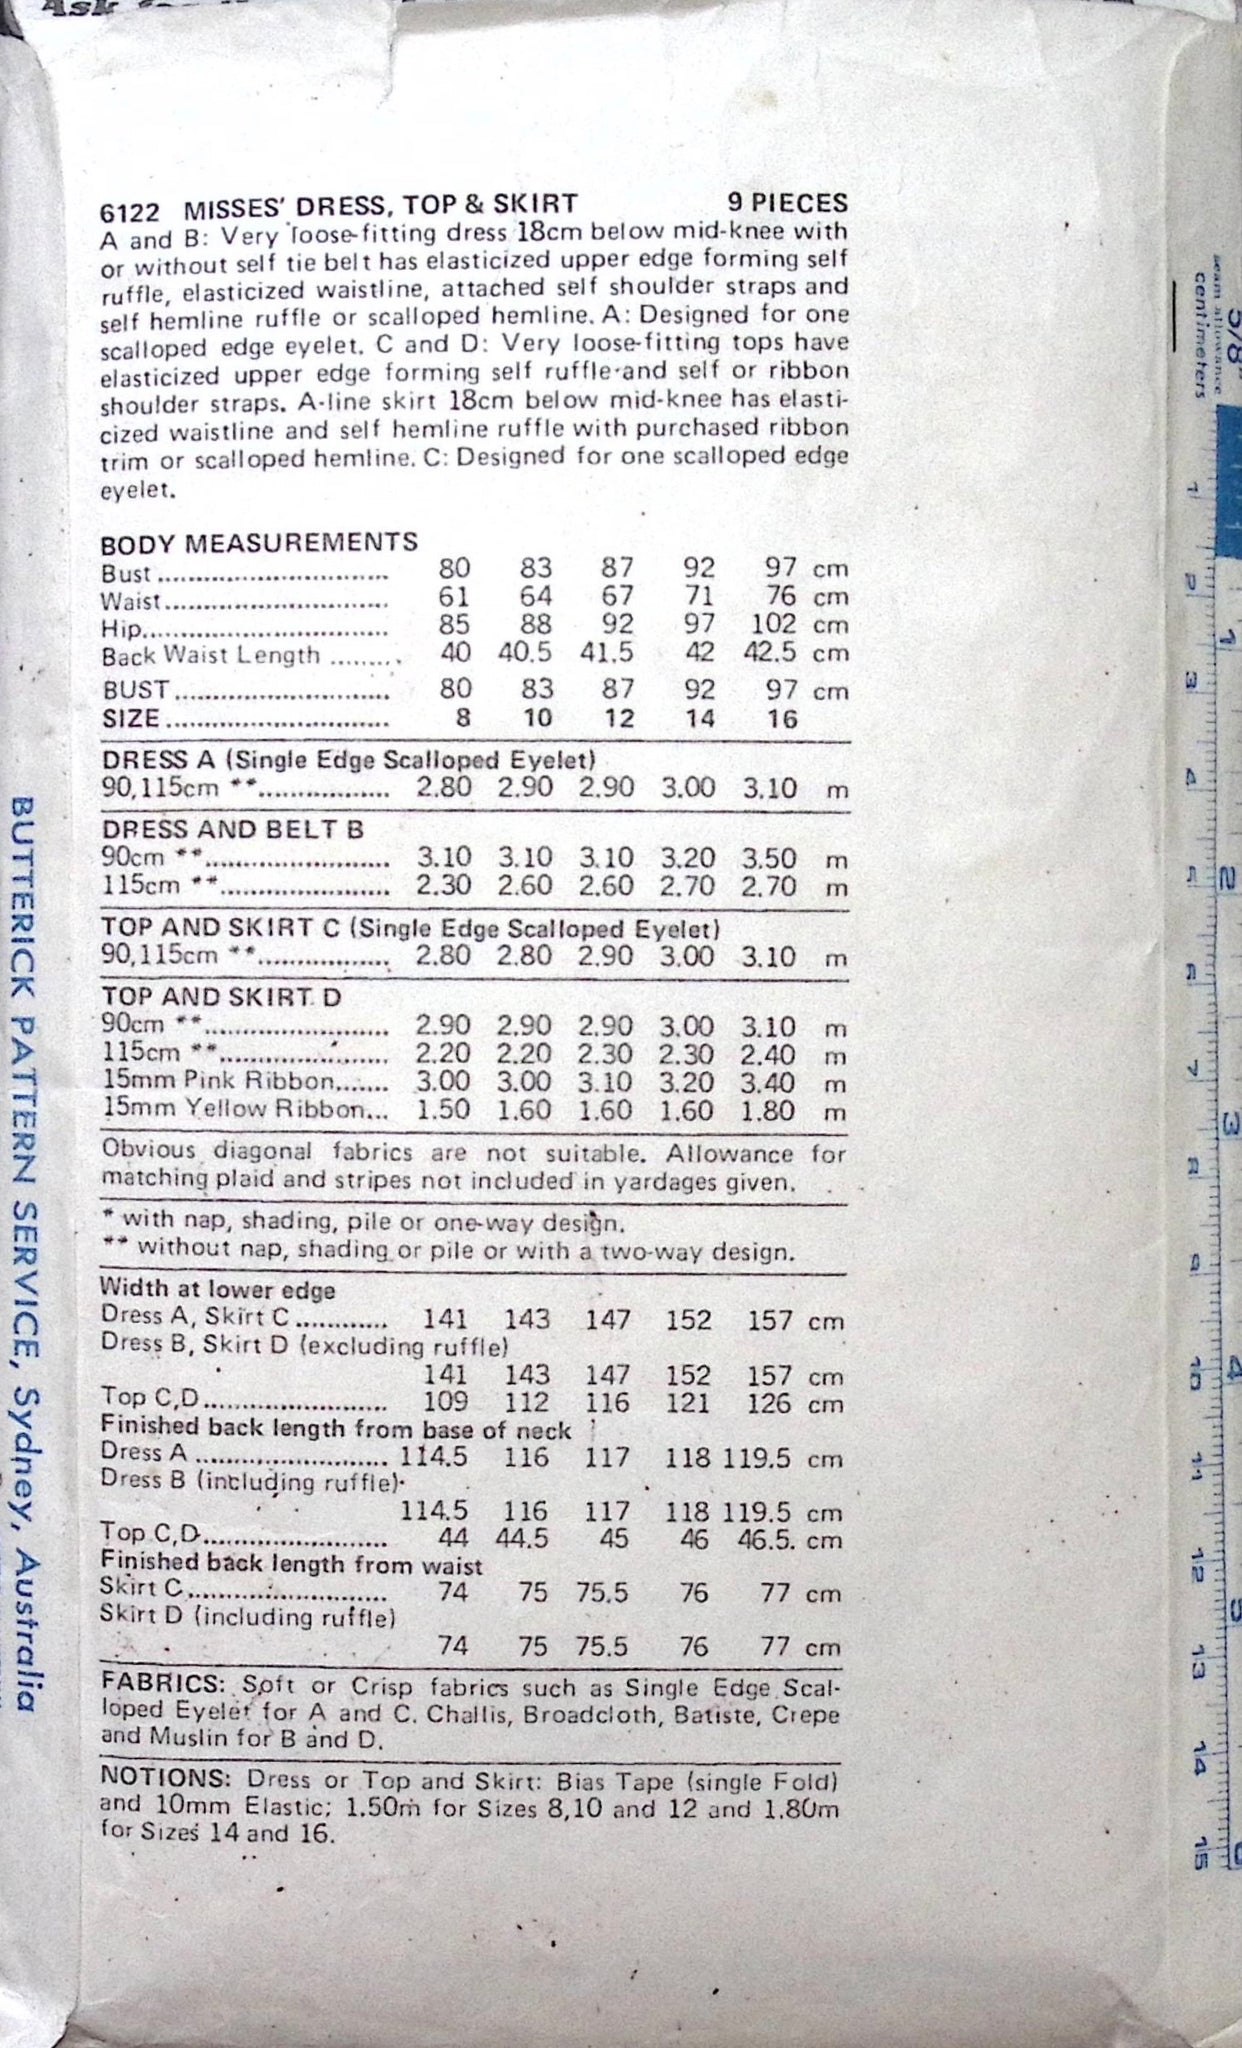 Ask
6122 MISSES' DRESS, TOP & SKIRT 9 PIECES
A and B: Very loose-fitting dress 18cm below mid-knee with
or without self tie belt has elasticized upper edge forming self
ruffle, elasticized waistline, attached self shoulder straps and
self hemline ruffle or scalloped hemline. A: Designed for one
scalloped edge eyelet. C and D: Very loose-fitting tops have
elasticized upper edge forming self ruffle and self or ribbon
shoulder straps. A-line skirt 18cm below mid-knee has elasti-
cized waistline and self hemline ruffle with purchased ribbon
trim or scalloped hemline. C: Designed for one scalloped edge
eyelet.
BODY MEASUREMENTS
Bust ............................ 80 83 87 92 97 cm
Waist ........................... 61 64 67 71 76 cm
Hip .............................. 85 88 92 97 102 cm
Back Waist Length ......... 40 40.5 41.5 42 42.5 cm
BUST .......................... 80 83 87 92 97 cm
SIZE ........................... 8 10 12 14 16
DRESS A (Single Edge Scalloped Eyelet)
90,115cm ** ................ 2.80 2.90 2.90 3.00 3.10 m
DRESS AND BELT B
90cm ** ...................... 3.10 3.10 3.10 3.20 3.50 m
115cm ** .................... 2.30 2.60 2.60 2.70 2.70 m
TOP AND SKIRT C (Single Edge Scalloped Eyelet)
90,115cm ** ................ 2.80 2.80 2.90 3.00 3.10 m
TOP AND SKIRT D
90cm ** ...................... 2.90 2.90 2.90 3.00 3.10 m
115cm ** .................... 2.20 2.20 2.30 2.30 2.40 m
15mm Pink Ribbon ....... 3.00 3.00 3.10 3.20 3.40 m
15mm Yellow Ribbon ... 1.50 1.60 1.60 1.60 1.80 m
Obvious diagonal fabrics are not suitable. Allowance for
matching plaid and stripes not included in yardages given.
* with nap, shading, pile or one-way design.
** without nap, shading or pile or with a two-way design.
Width at lower edge
Dress A, Skirt C ............ 141 143 147 152 157 cm
Dress B, Skirt D (excluding ruffle)
141 143 147 152 157 cm
Top C,D ....................... 109 112 116 121 126 cm
Finished back length from base of neck
Dress A ........................ 114.5 116 117 118 119.5 cm
Dress B (including ruffle)
114.5 116 117 118 119.5 cm
Top C,D ....................... 44 44.5 45 46 46.5. cm
Finished back length from waist
Skirt C ......................... 74 75 75.5 76 77 cm
Skirt D (including ruffle)
74 75 75.5 76 77 cm
FABRICS: Soft or Crisp fabrics such as Single Edge Scal-
loped Eyelet for A and C. Challis, Broadcloth, Batiste, Crepe
and Muslin for B and D.
NOTIONS: Dress or Top and Skirt: Bias Tape (single Fold)
and 10mm Elastic; 1.50m for Sizes 8,10 and 12 and 1.80m
for Sizes 14 and 16.
BUTTERICK PATTERN SERVICE, Sydney, Australia
5/8"
seam allowance
centimeters
1 2 3 4 5 6 7 8 9 10 11 12 13 14 15
1 2 3 4 5